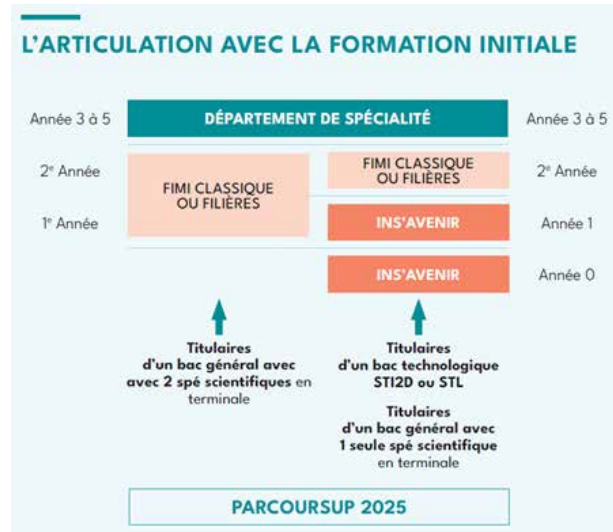 L'ARTICULATION AVEC LA FORMATION INITIALE
Année 3 à 5
DÉPARTEMENT DE SPÉCIALITÉ
Année 3 à 5
2e Année
FIMI CLASSIQUE
OU FILIÈRES
FIMI CLASSIQUE
OU FILIÈRES
2e Année
1e Année
INS'AVENIR
Année 1
INS'AVENIR
Année 0
Titulaires
d'un bac général avec
avec 2 spé scientifiques en
terminale
Titulaires
d'un bac technologique
STI2D ou STL
Titulaires
d'un bac général avec
1 seule spé scientifique
en terminale
PARCOURSUP 2025